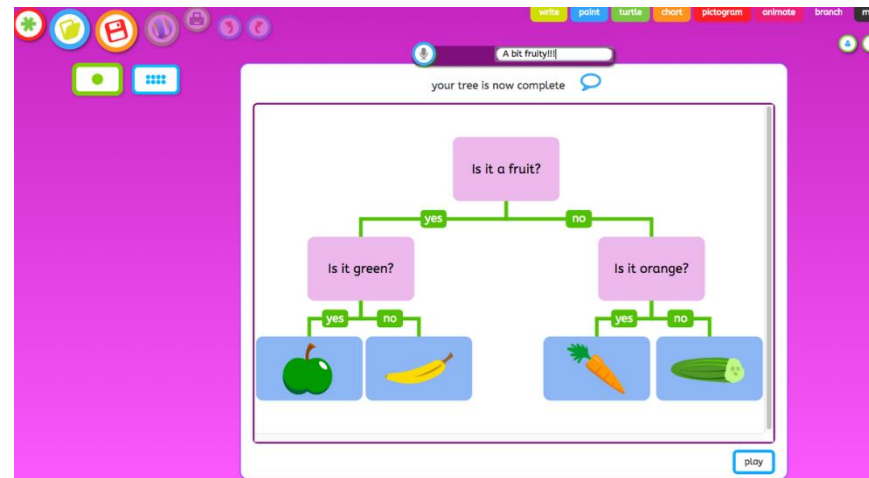 write paint turtle chart pictogram animate branch
A bit fruity!!!
your tree is now complete
Is it a fruit?
yes no
Is it green? Is it orange?
yes no yes no
play